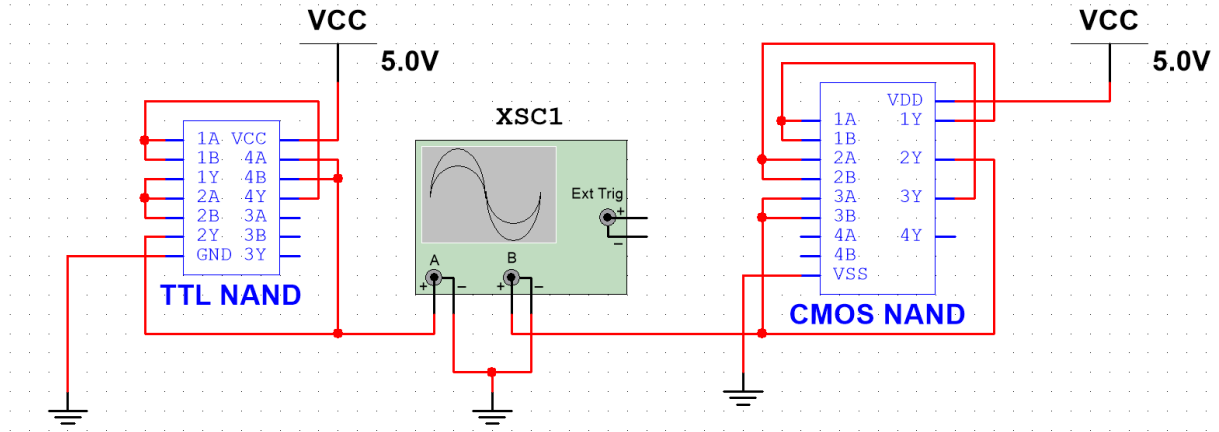 VCC
5.0V
1A VCC
1B 4A
1Y 4B
2A 4Y
2B 3A
2Y 3B
GND 3Y
TTL NAND
XSC1
Ext Trig
+
−
A
B
+ −
+ −
VCC
5.0V
VDD
1A 1Y
1B
2A 2Y
2B
3A 3Y
3B
4A 4Y
4B
VSS
CMOS NAND